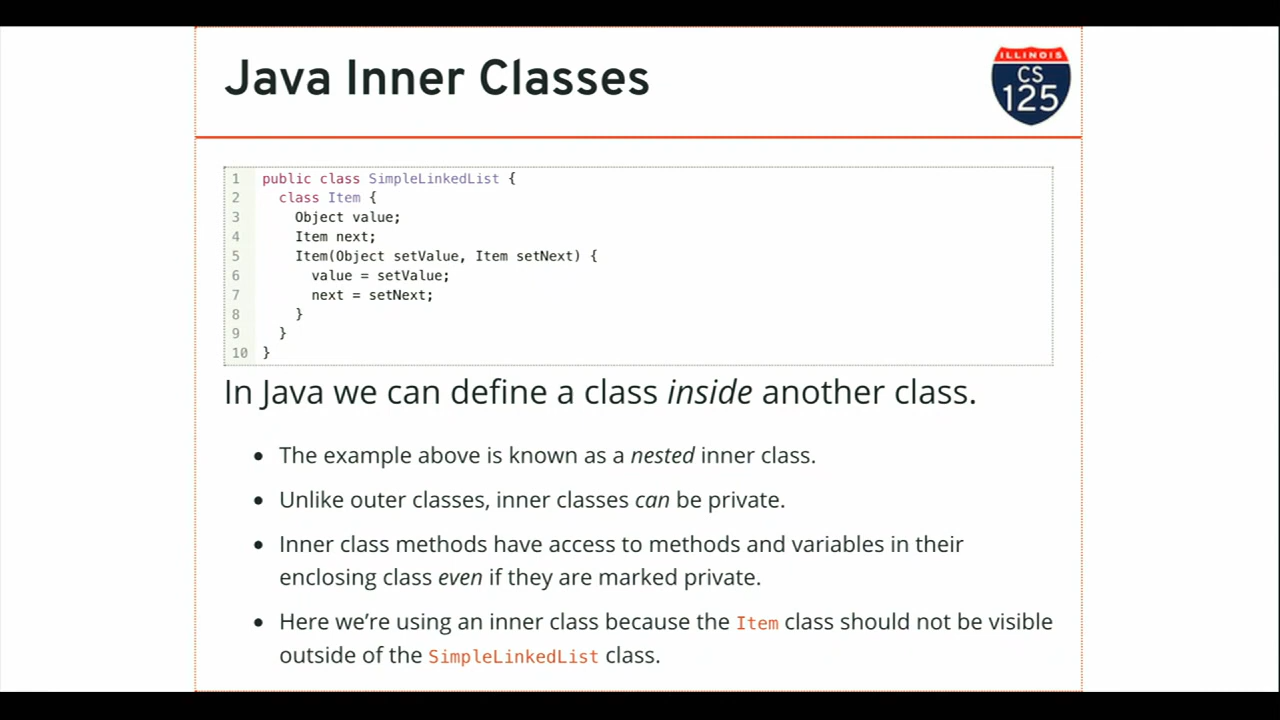 Java Inner Classes
ILLINOIS
CS
125
1 public class SimpleLinkedList {
2 class Item {
3 Object value;
4 Item next;
5 Item(Object setValue, Item setNext) {
6 value = setValue;
7 next = setNext;
8 }
9 }
10 }
In Java we can define a class inside another class.
• The example above is known as a nested inner class.
• Unlike outer classes, inner classes can be private.
• Inner class methods have access to methods and variables in their
enclosing class even if they are marked private.
• Here we’re using an inner class because the Item class should not be visible
outside of the SimpleLinkedList class.